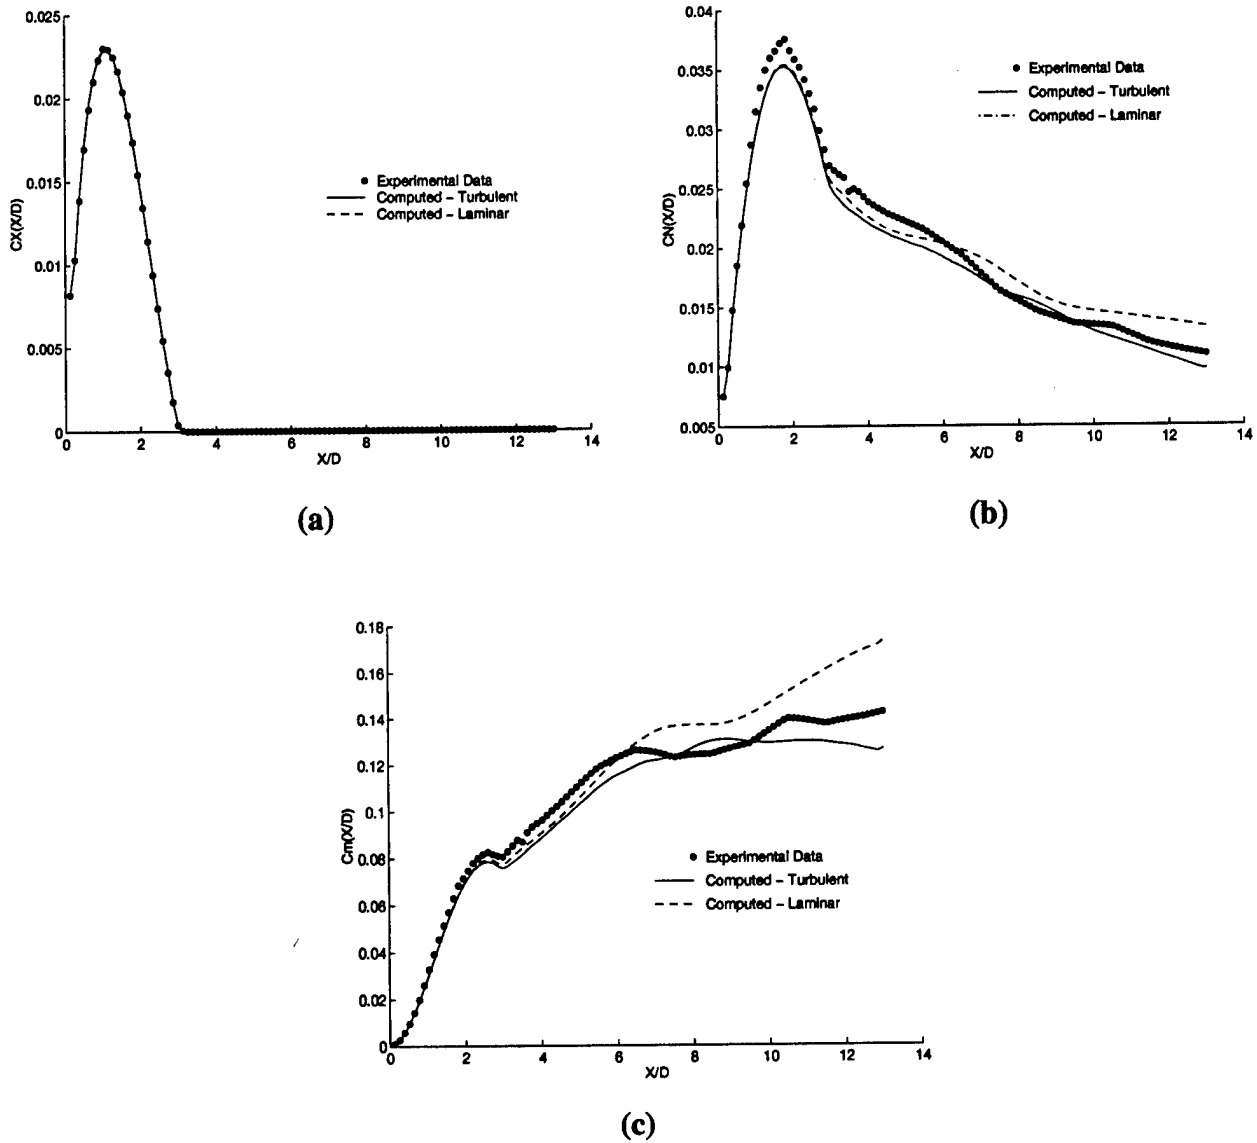 0.025
0.02
0.015
0.01
0.005
0
CX(X/D)
Experimental Data
Computed – Turbulent
Computed – Laminar
0 2 4 6 8 10 12 14
X/D
(a)
0.04
0.035
0.03
0.025
0.02
0.015
0.01
0.005
CN(X/D)
Experimental Data
Computed – Turbulent
Computed – Laminar
0 2 4 6 8 10 12 14
X/D
(b)
0.18
0.16
0.14
0.12
0.1
0.08
0.06
0.04
0.02
0
Cm(X/D)
Experimental Data
Computed – Turbulent
Computed – Laminar
0 2 4 6 8 10 12 14
X/D
(c)